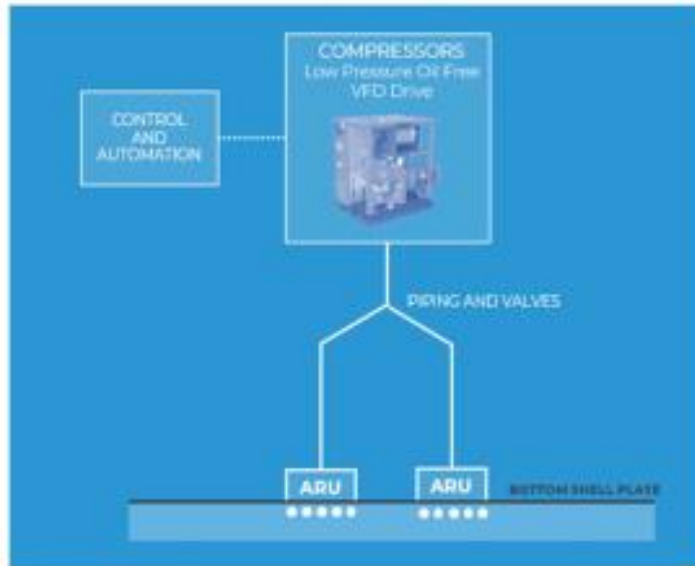 COMPRESSORS
Low Pressure Oil Free
VFD Drive
CONTROL
AND
AUTOMATION
PIPING AND VALVES
ARU
ARU
BOTTOM SHELL PLATE